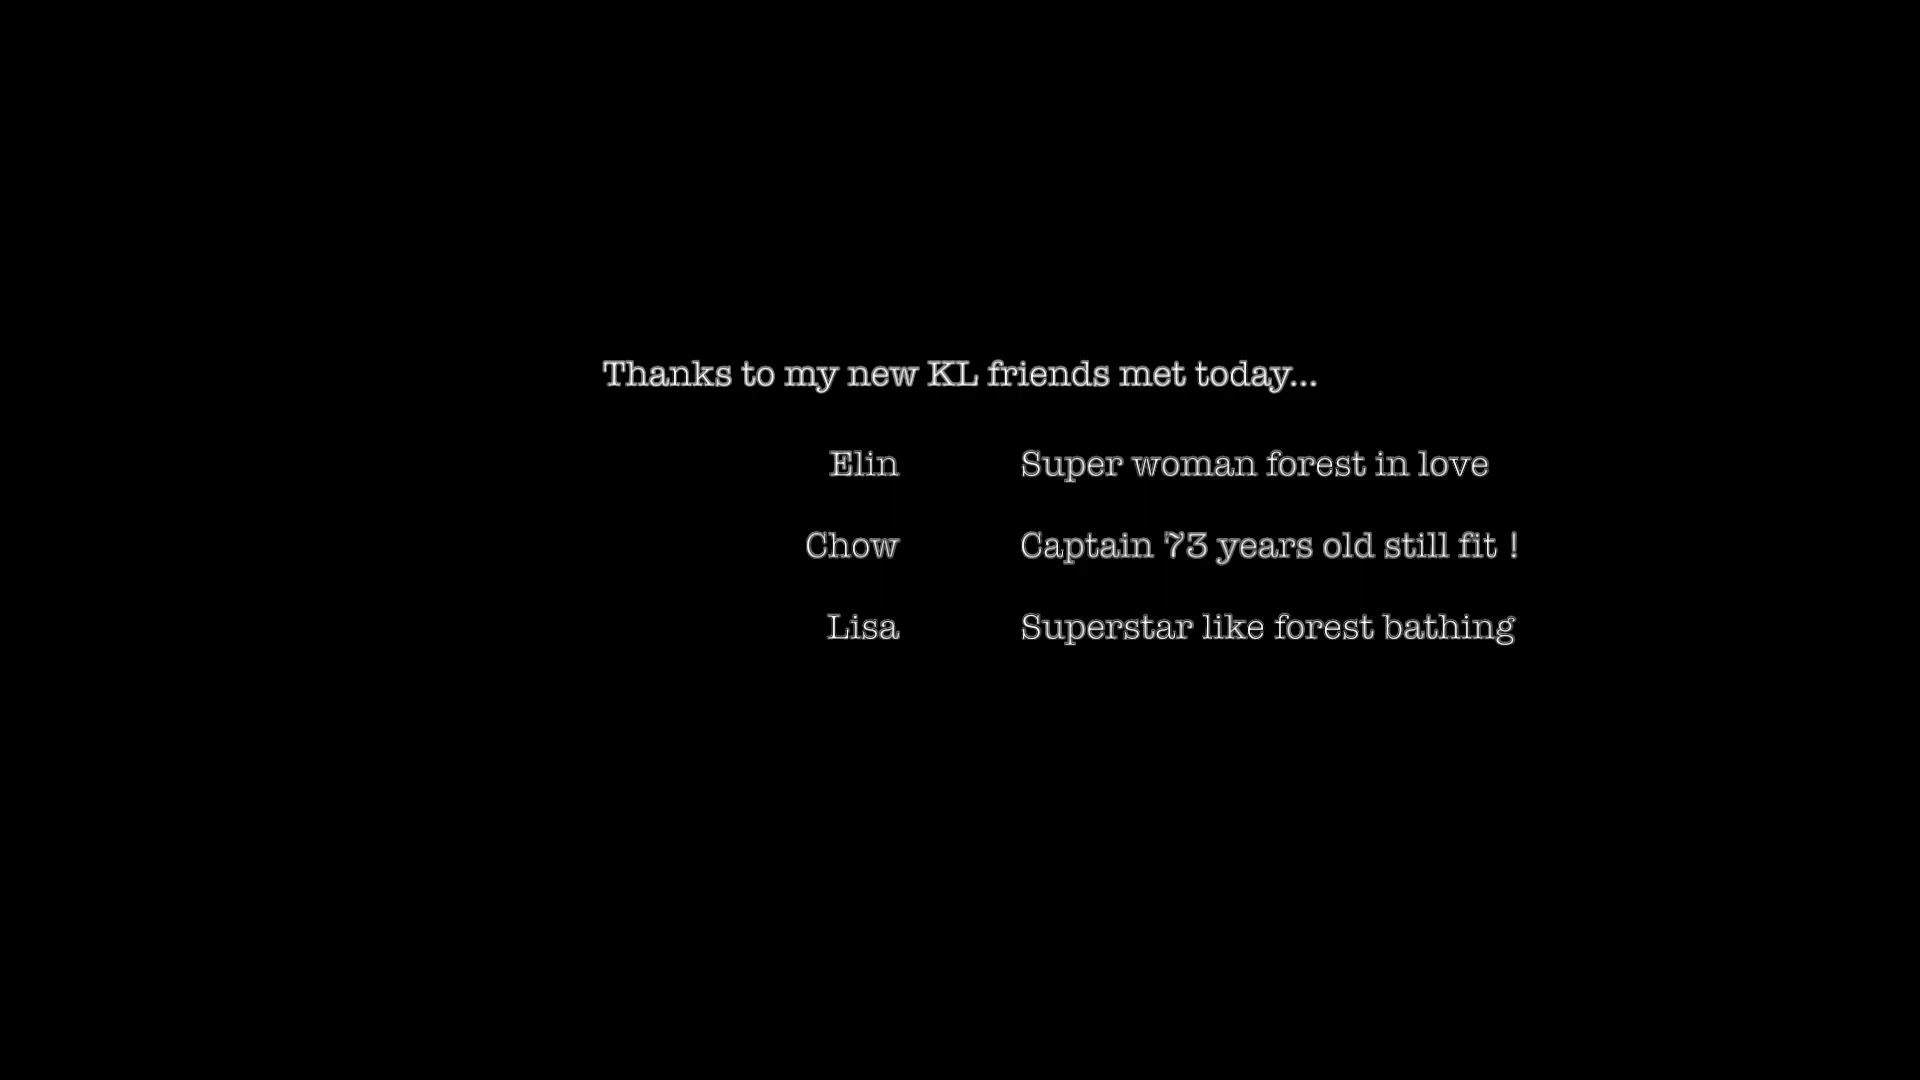 Thanks to my new KL friends met today...
Elin Super woman forest in love
Chow Captain 73 years old still fit !
Lisa Superstar like forest bathing